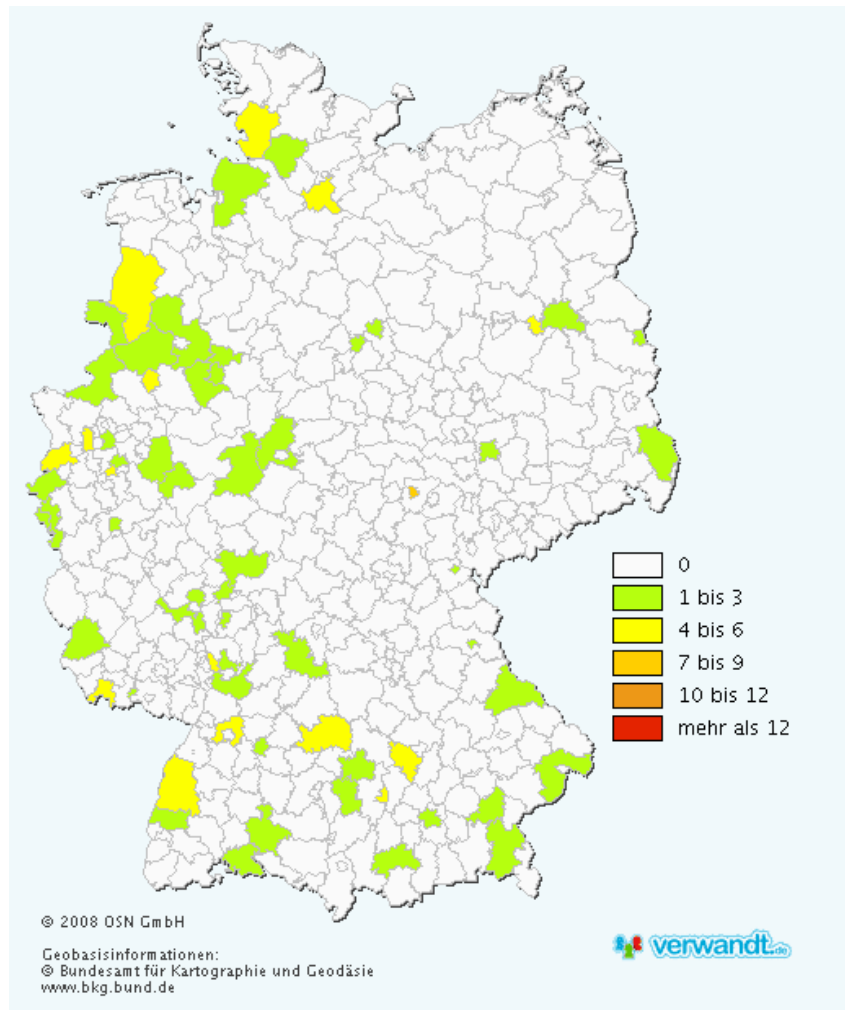 0
1 bis 3
4 bis 6
7 bis 9
10 bis 12
mehr als 12
© 2008 OSN GmbH
Geobasisinformationen:
© Bundesamt für Kartographie und Geodäsie
www.bkg.bund.de
verwandt.de